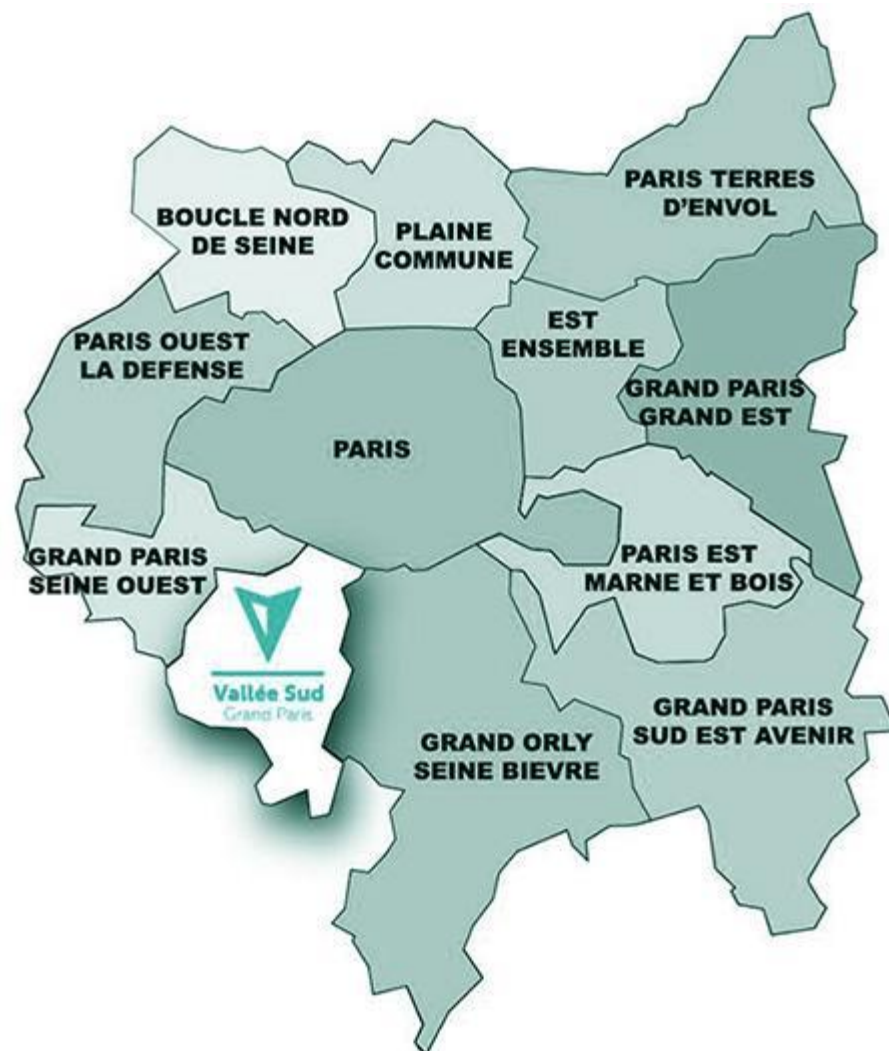 PARIS TERRES
D'ENVOL
BOUCLE NORD
DE SEINE
PLAINE
COMMUNE
EST
ENSEMBLE
PARIS OUEST
LA DEFENSE
GRAND PARIS
GRAND EST
PARIS
GRAND PARIS
SEINE OUEST
PARIS EST
MARNE ET BOIS
Vallée Sud
Grand Paris
GRAND ORLY
SEINE BIEVRE
GRAND PARIS
SUD EST AVENIR